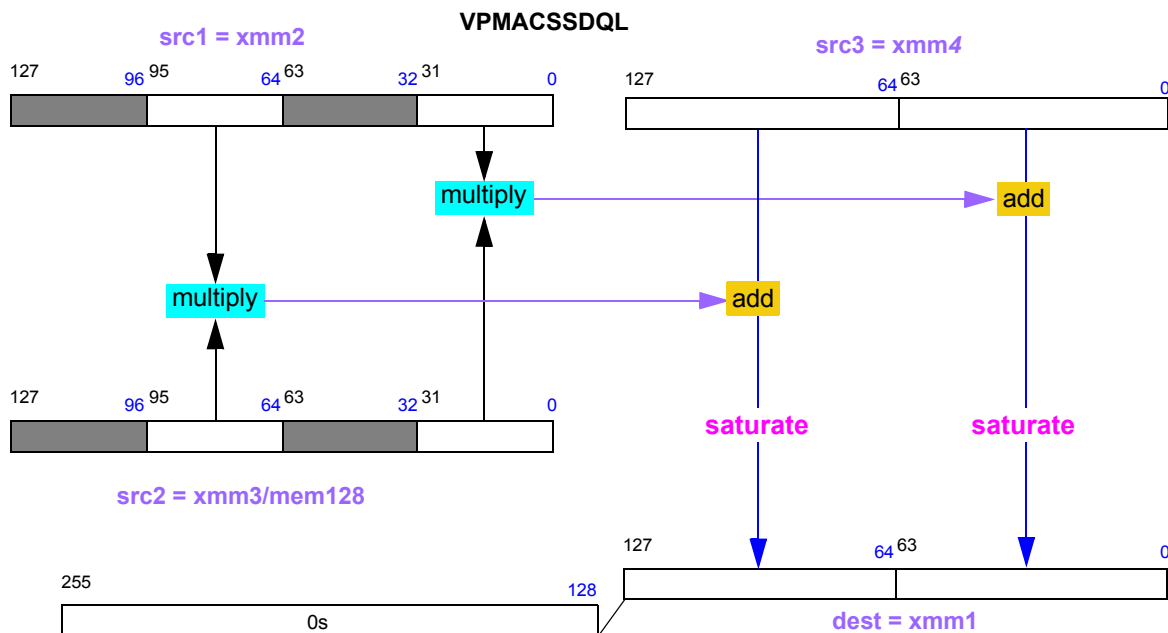 VPMACSSDQL
src1 = xmm2
src3 = xmm4
127 96 95 64 63 32 31 0
127 64 63 0
multiply
add
multiply
add
127 96 95 64 63 32 31 0
saturate
saturate
src2 = xmm3/mem128
127 64 63 0
255 128
0s
dest = xmm1